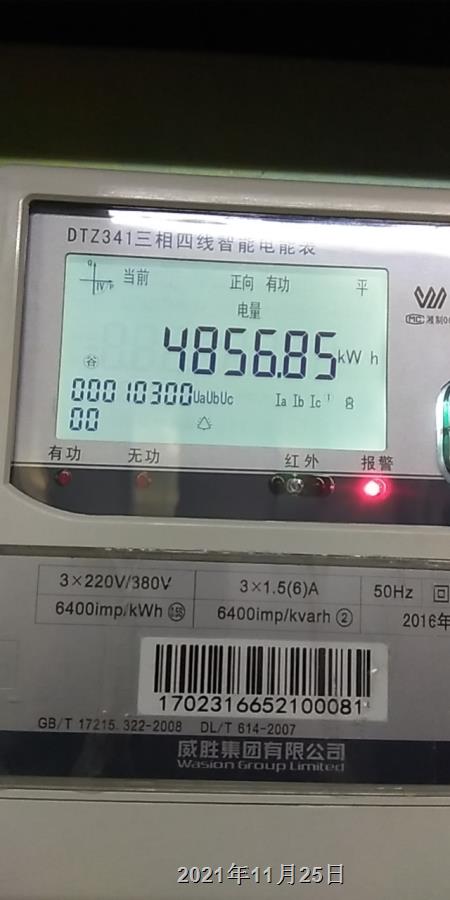 DTZ341三相四线智能电能表
当前 正向 有功 平
电量
4856.85 kWh
谷
00010300 UaUbUc Ia Ib Ic
00
有功 无功 红外 报警
3×220V/380V 3×1.5(6)A 50Hz
6400imp/kWh 6400imp/kvarh ② 2016年
1702316652100081
GB/T 17215.322-2008 DL/T 614-2007
威胜集团有限公司
Wasion Group Limited
2021年11月25日